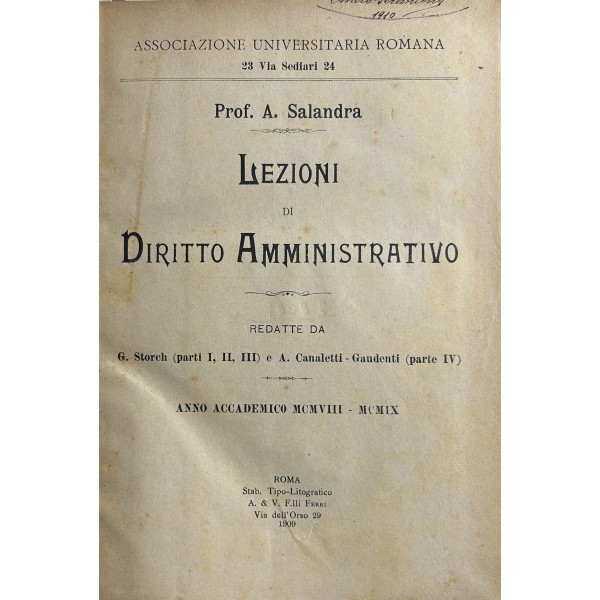 1910
ASSOCIAZIONE UNIVERSITARIA ROMANA
23 Via Sediari 24
Prof. A. Salandra
LEZIONI
DI
DIRITTO AMMINISTRATIVO
REDATTE DA
G. Storch (parti I, II, III) e A. Canaletti-Gaudenti (parte IV)
ANNO ACCADEMICO MCMVIII - MCMIX
ROMA
Stab. Tipo-Litografico
A. & V. F.lli FERRI
Via dell'Orso 29
1909